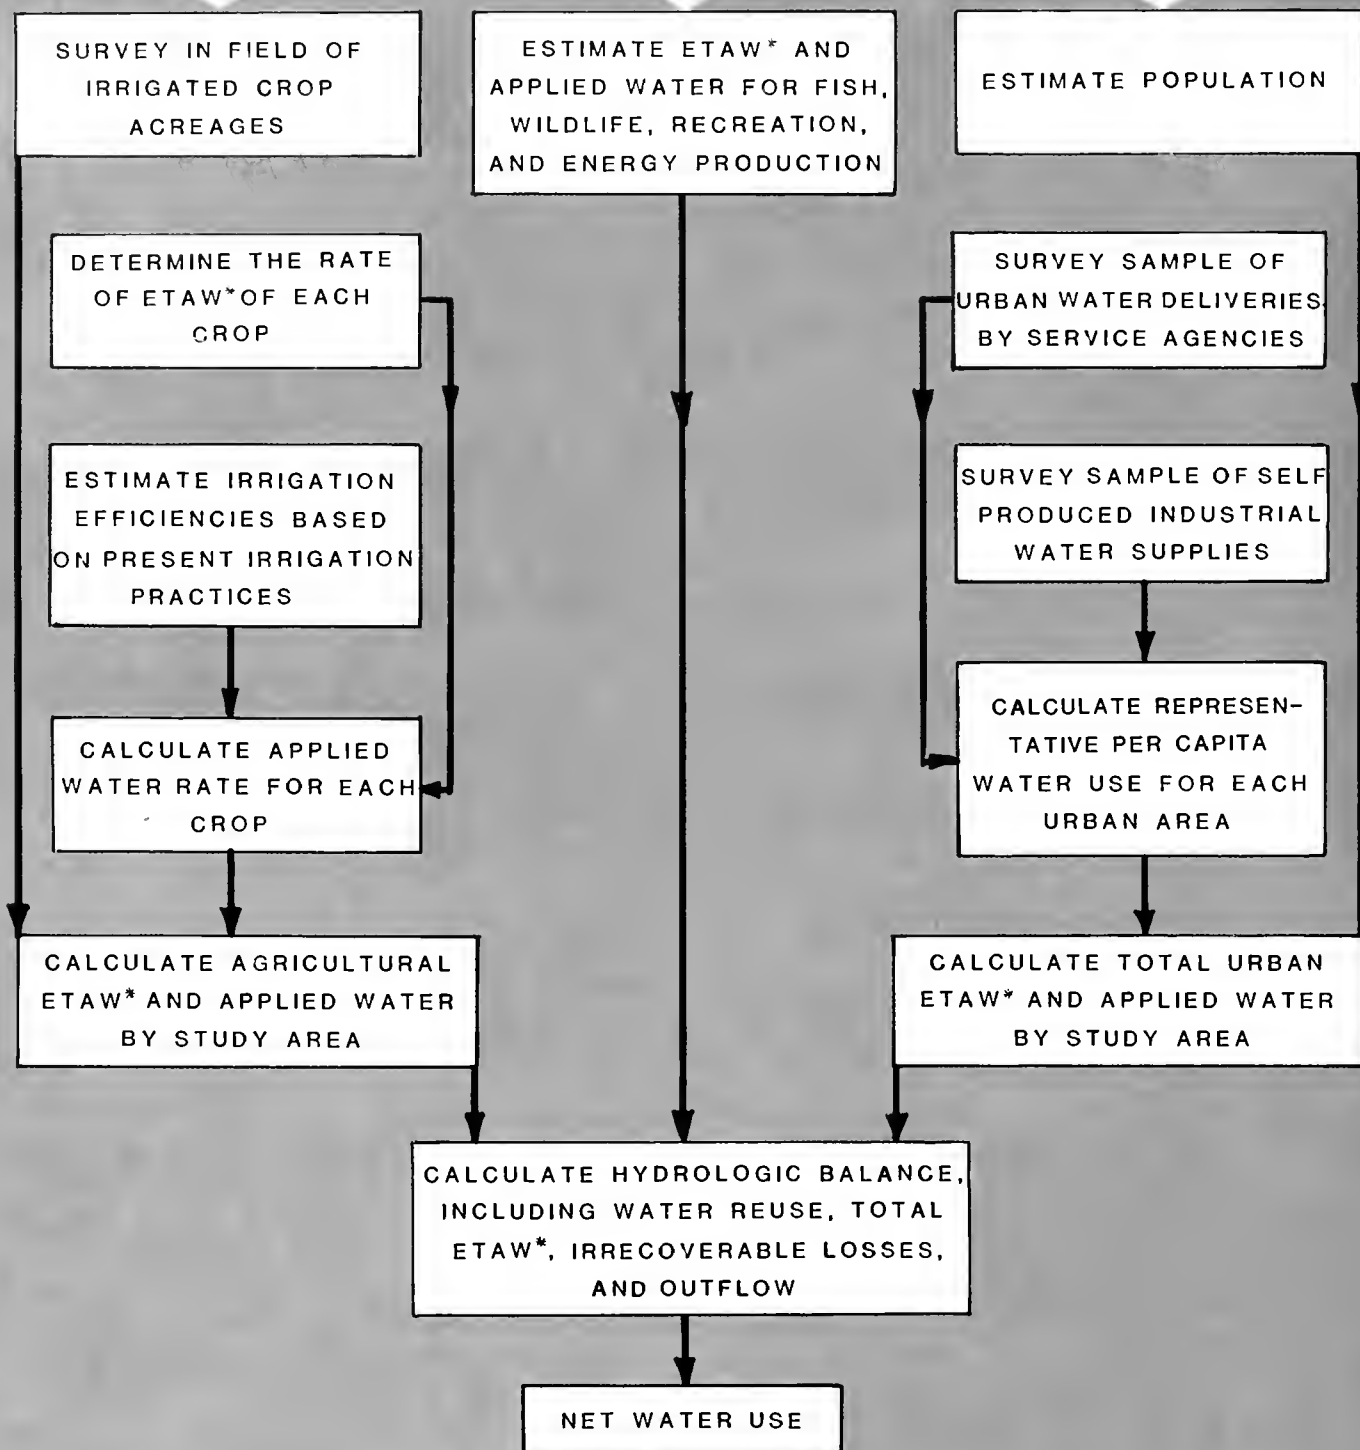 SURVEY IN FIELD OF
IRRIGATED CROP
ACREAGES
ESTIMATE ETAW* AND
APPLIED WATER FOR FISH,
WILDLIFE, RECREATION,
AND ENERGY PRODUCTION
ESTIMATE POPULATION
DETERMINE THE RATE
OF ETAW* OF EACH
CROP
SURVEY SAMPLE OF
URBAN WATER DELIVERIES
BY SERVICE AGENCIES
ESTIMATE IRRIGATION
EFFICIENCIES BASED
ON PRESENT IRRIGATION
PRACTICES
SURVEY SAMPLE OF SELF
PRODUCED INDUSTRIAL
WATER SUPPLIES
CALCULATE APPLIED
WATER RATE FOR EACH
CROP
CALCULATE REPRESEN-
TATIVE PER CAPITA
WATER USE FOR EACH
URBAN AREA
CALCULATE AGRICULTURAL
ETAW* AND APPLIED WATER
BY STUDY AREA
CALCULATE TOTAL URBAN
ETAW* AND APPLIED WATER
BY STUDY AREA
CALCULATE HYDROLOGIC BALANCE,
INCLUDING WATER REUSE, TOTAL
ETAW*, IRRECOVERABLE LOSSES,
AND OUTFLOW
NET WATER USE